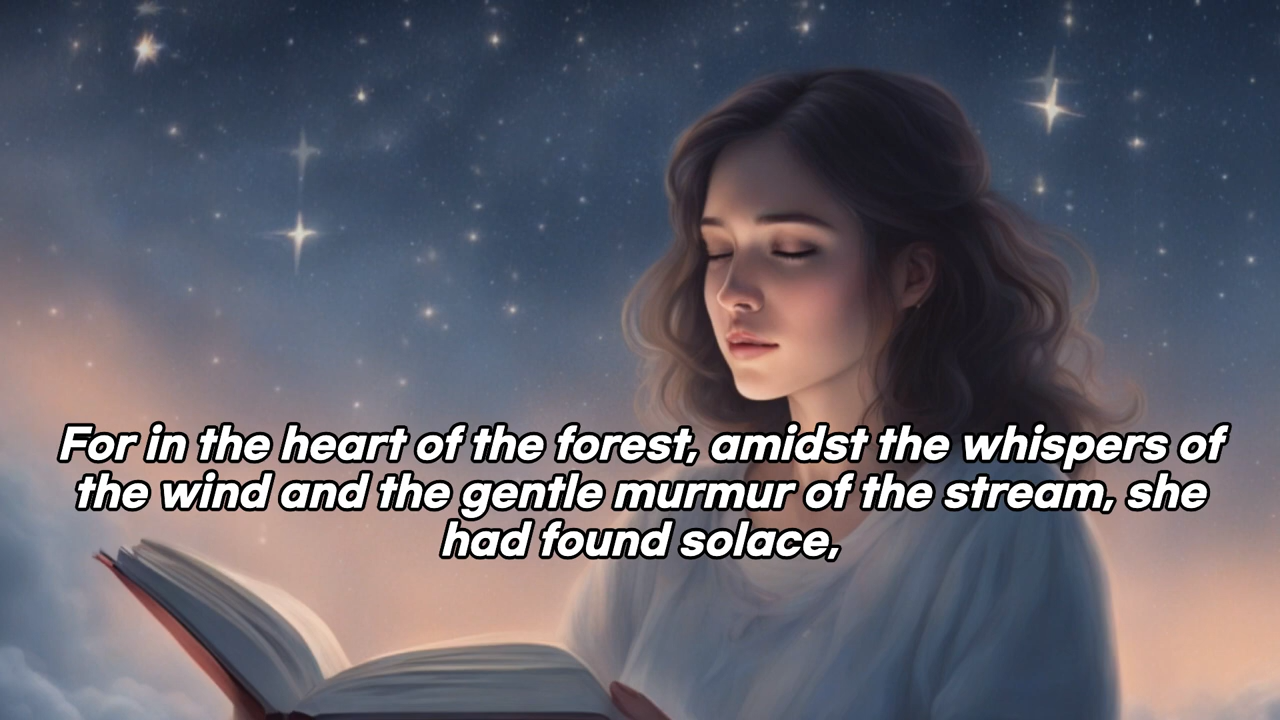 For in the heart of the forest, amidst the whispers of
the wind and the gentle murmur of the stream, she
had found solace,